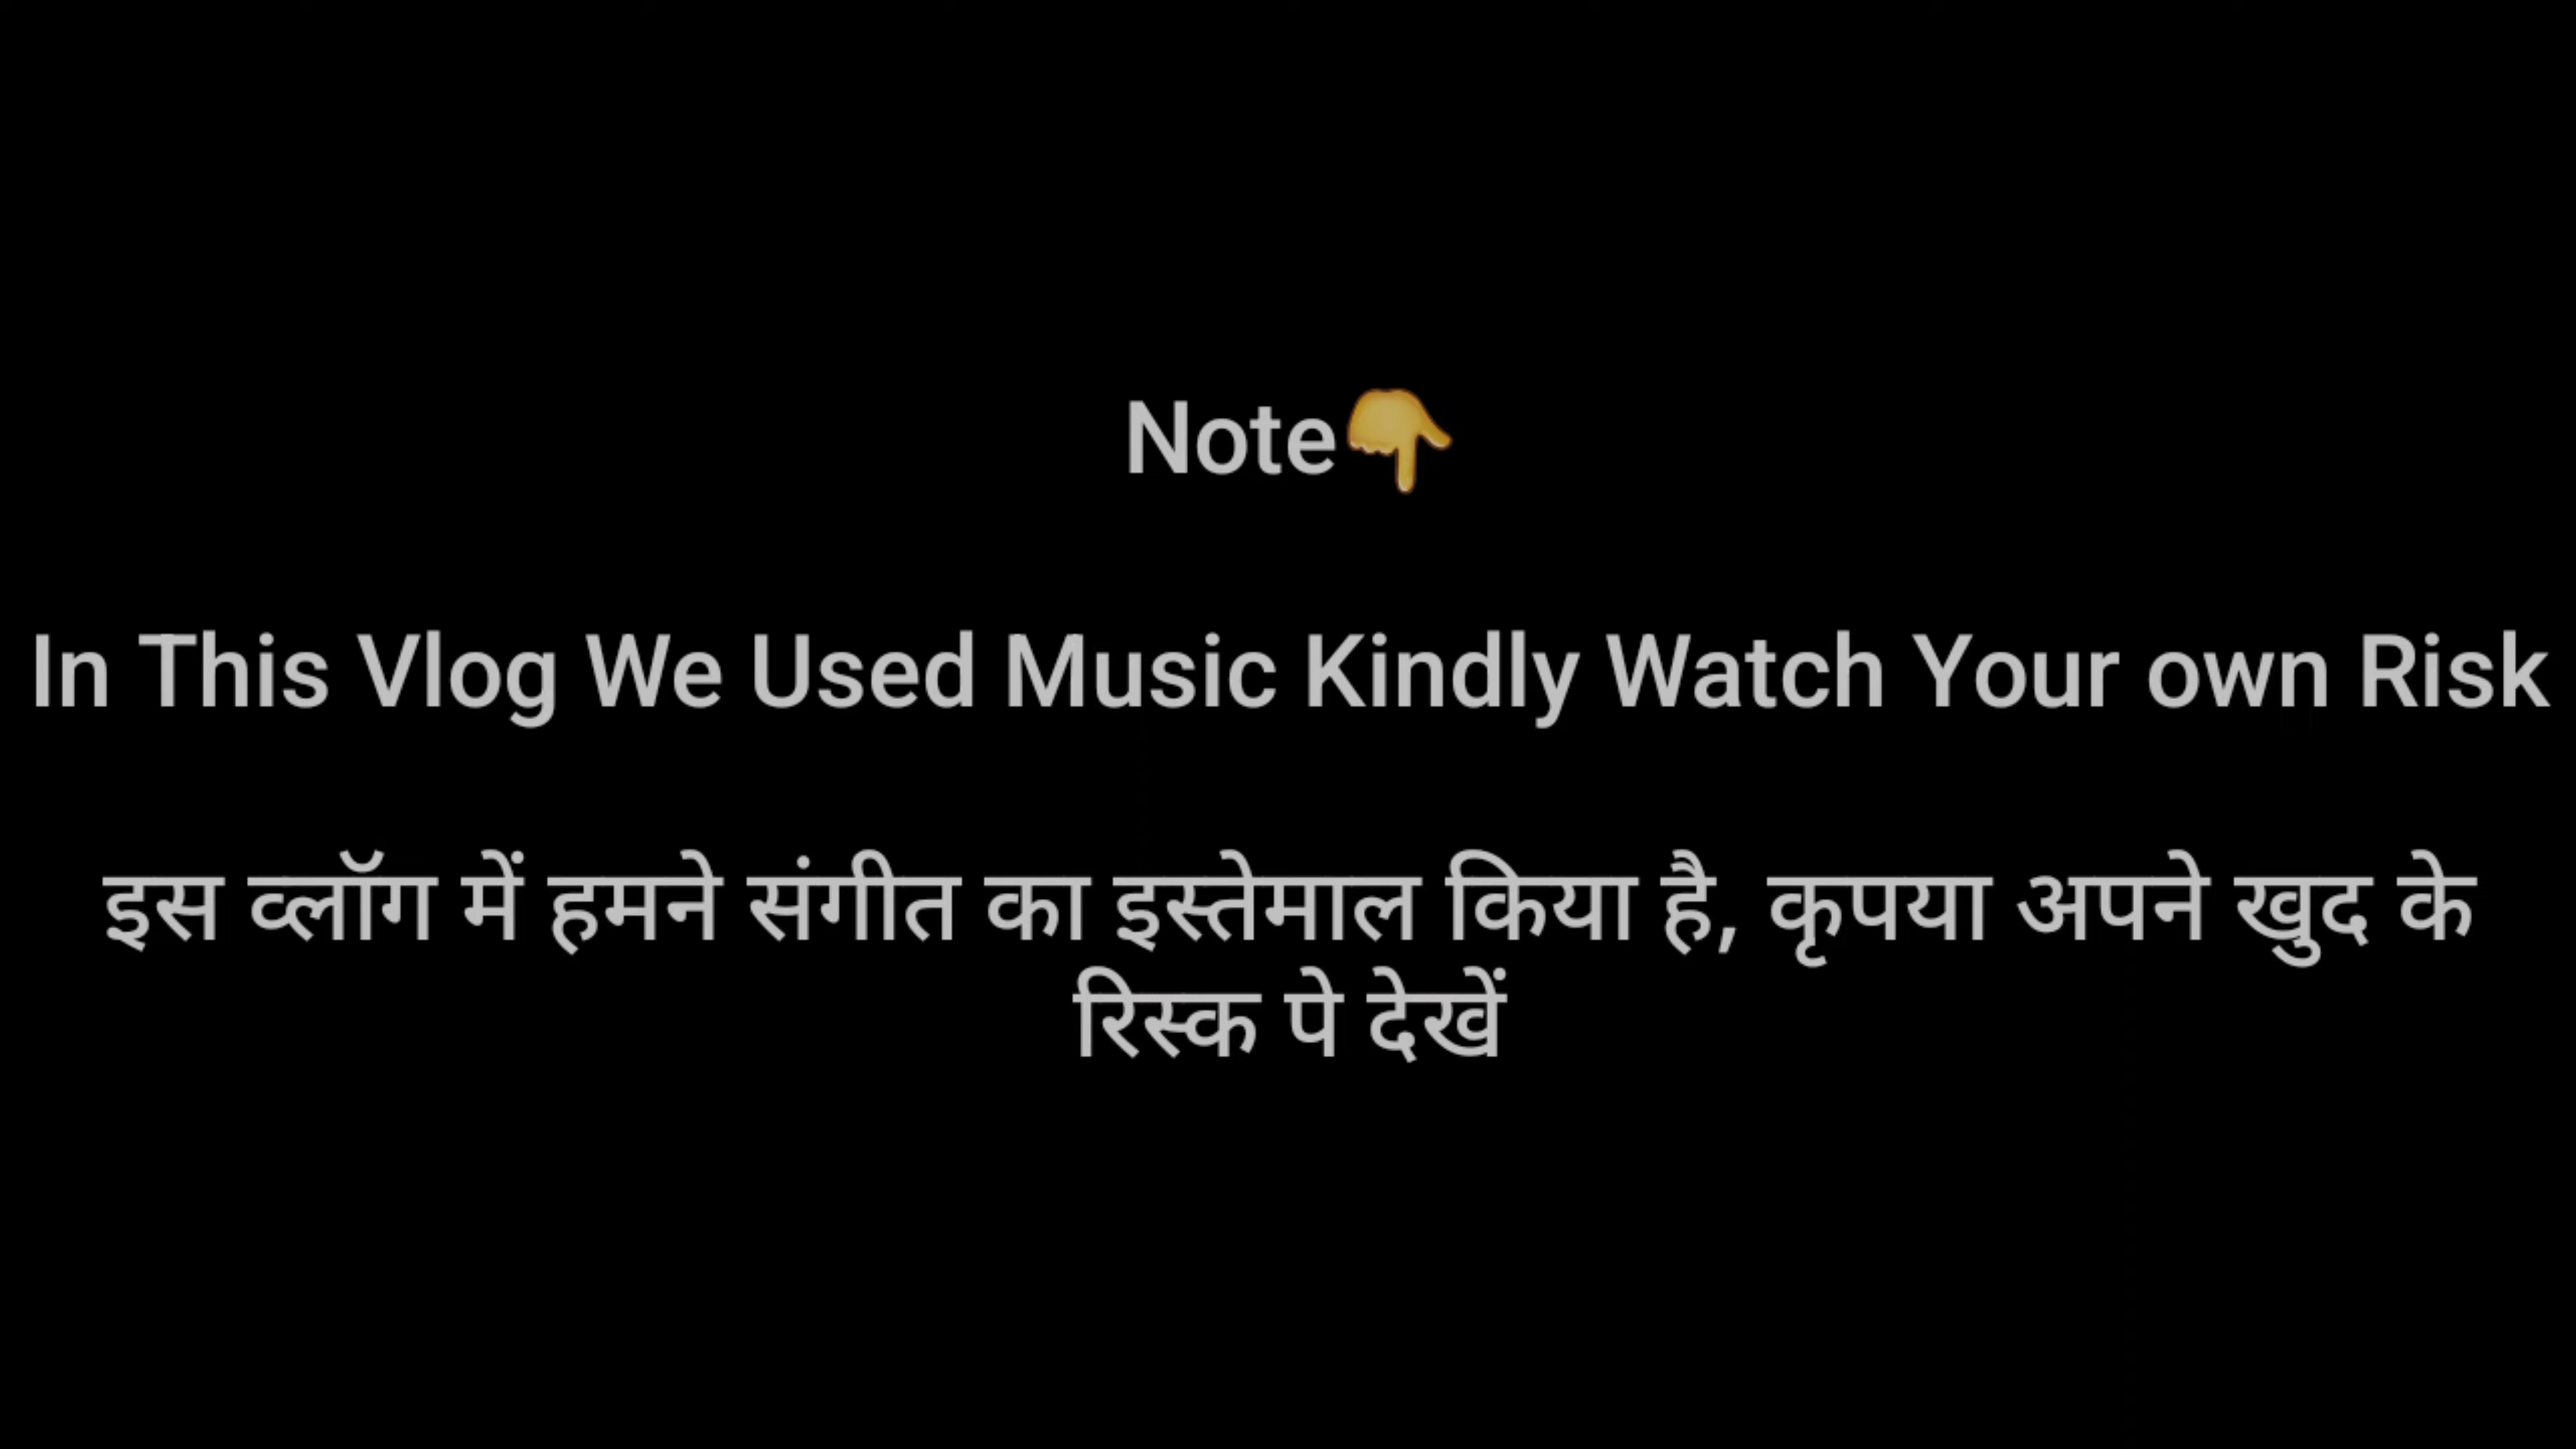 Note👇
In This Vlog We Used Music Kindly Watch Your own Risk
इस व्लॉग में हमने संगीत का इस्तेमाल किया है, कृपया अपने खुद के
रिस्क पे देखें